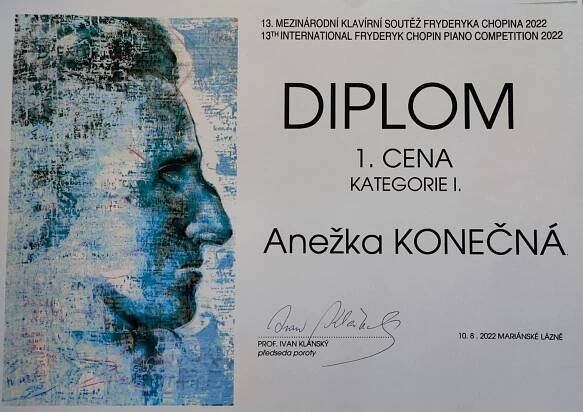 13. MEZINÁRODNÍ KLAVÍRNÍ SOUTĚŽ FRYDERYKA CHOPINA 2022
13TH INTERNATIONAL FRYDERYK CHOPIN PIANO COMPETITION 2022
DIPLOM
1. CENA
KATEGORIE I.
Anežka KONEČNÁ
PROF. IVAN KLÁNSKÝ
předseda poroty
10. 8. 2022 MARIÁNSKÉ LÁZNĚ